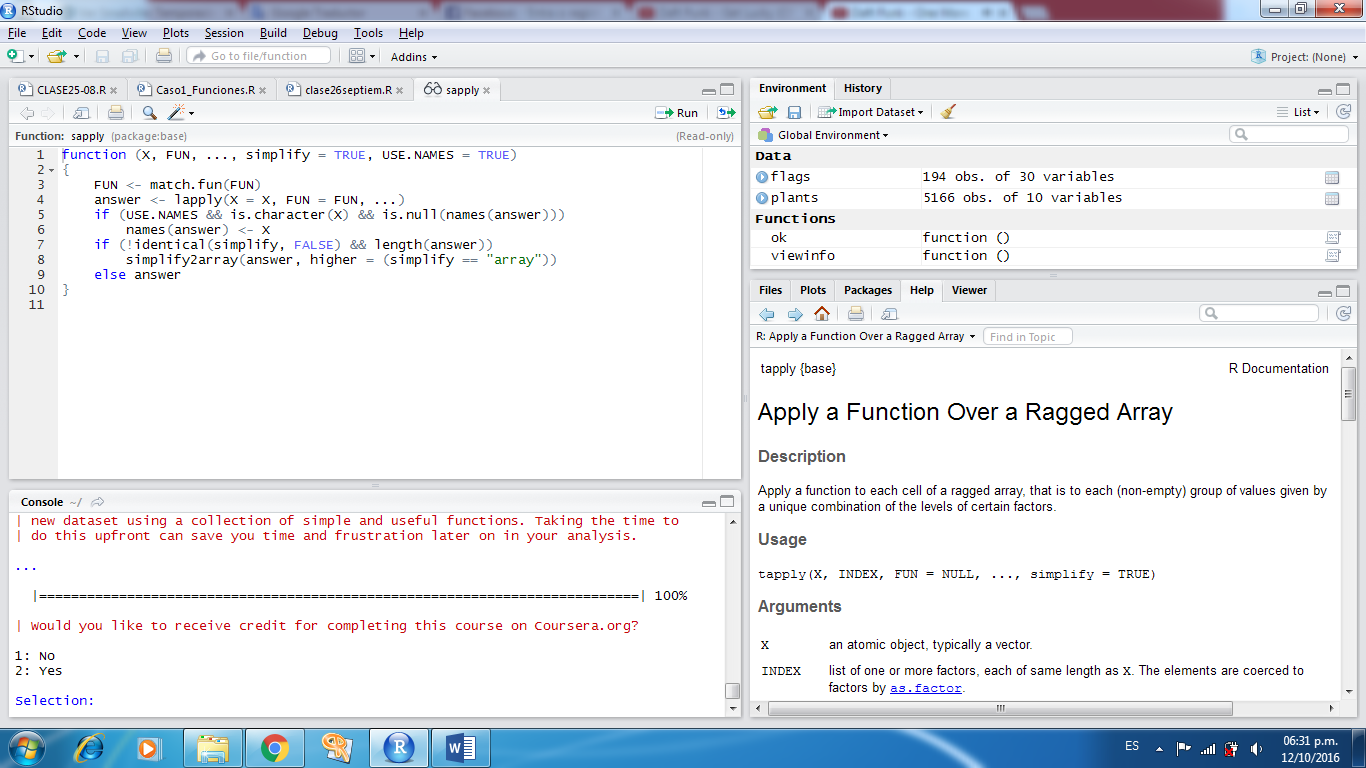 RStudio
File Edit Code View Plots Session Build Debug Tools Help
Go to file/function Addins Project: (None)
CLASE25-08.R Caso1_Funciones.R clase26septiem.R sapply
Run
Function: sapply (package:base) (Read-only)
1 function (X, FUN, ..., simplify = TRUE, USE.NAMES = TRUE)
2 {
3 FUN <- match.fun(FUN)
4 answer <- lapply(X = X, FUN = FUN, ...)
5 if (USE.NAMES && is.character(X) && is.null(names(answer)))
6 names(answer) <- X
7 if (!identical(simplify, FALSE) && length(answer))
8 simplify2array(answer, higher = (simplify == "array"))
9 else answer
10 }
11
Console ~/
| new dataset using a collection of simple and useful functions. Taking the time to
| do this upfront can save you time and frustration later on in your analysis.
...
|===========================================================================| 100%
| Would you like to receive credit for completing this course on Coursera.org?
1: No
2: Yes
Selection:
Environment History
Import Dataset List
Global Environment
Data
flags 194 obs. of 30 variables
plants 5166 obs. of 10 variables
Functions
ok function ()
viewinfo function ()
Files Plots Packages Help Viewer
R: Apply a Function Over a Ragged Array Find in Topic
tapply {base} R Documentation
Apply a Function Over a Ragged Array
Description
Apply a function to each cell of a ragged array, that is to each (non-empty) group of values given by
a unique combination of the levels of certain factors.
Usage
tapply(X, INDEX, FUN = NULL, ..., simplify = TRUE)
Arguments
X an atomic object, typically a vector.
INDEX list of one or more factors, each of same length as X. The elements are coerced to
factors by as.factor.
ES 06:31 p.m.
12/10/2016